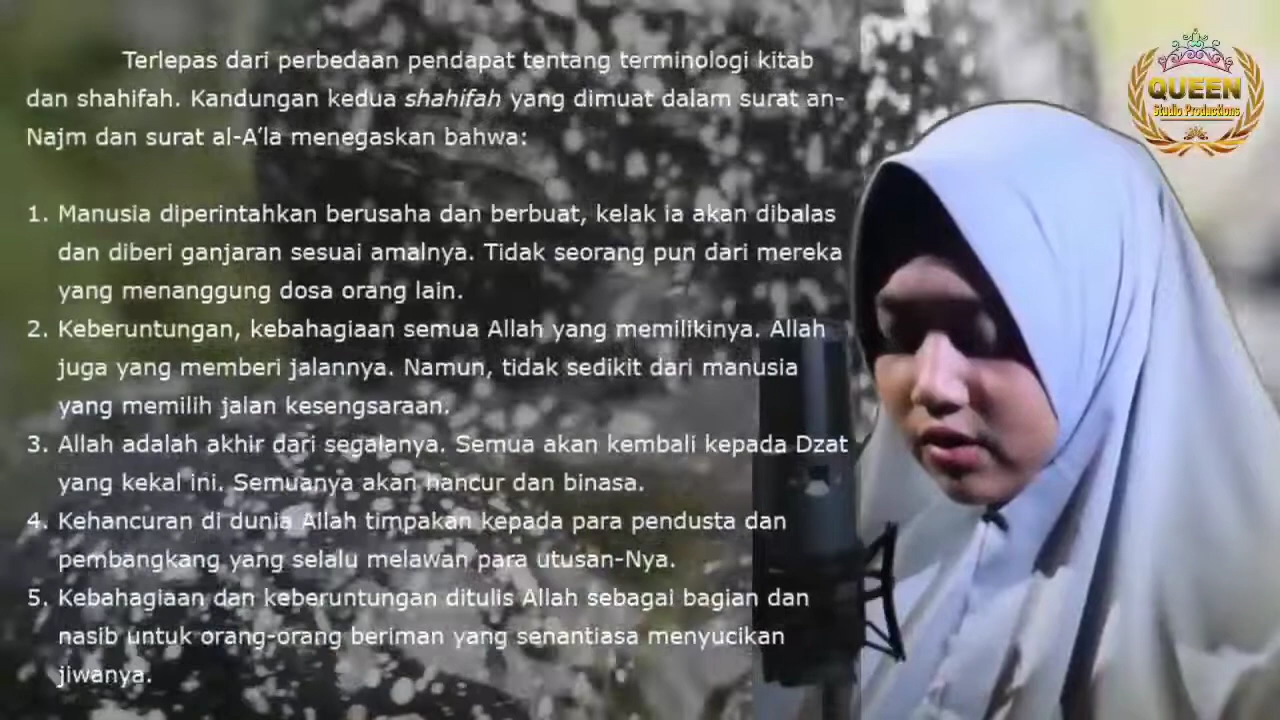 Terlepas dari perbedaan pendapat tentang terminologi kitab
dan shahifah. Kandungan kedua shahifah yang dimuat dalam surat an-
Najm dan surat al-A’la menegaskan bahwa:
1. Manusia diperintahkan berusaha dan berbuat, kelak ia akan dibalas
dan diberi ganjaran sesuai amalnya. Tidak seorang pun dari mereka
yang menanggung dosa orang lain.
2. Keberuntungan, kebahagiaan semua Allah yang memilikinya. Allah
juga yang memberi jalannya. Namun, tidak sedikit dari manusia
yang memilih jalan kesengsaraan.
3. Allah adalah akhir dari segalanya. Semua akan kembali kepada Dzat
yang kekal ini. Semuanya akan hancur dan binasa.
4. Kehancuran di dunia Allah timpakan kepada para pendusta dan
pembangkang yang selalu melawan para utusan-Nya.
5. Kebahagiaan dan keberuntungan ditulis Allah sebagai bagian dan
nasib untuk orang-orang beriman yang senantiasa menyucikan
jiwanya.
QUEEN
Studio Productions